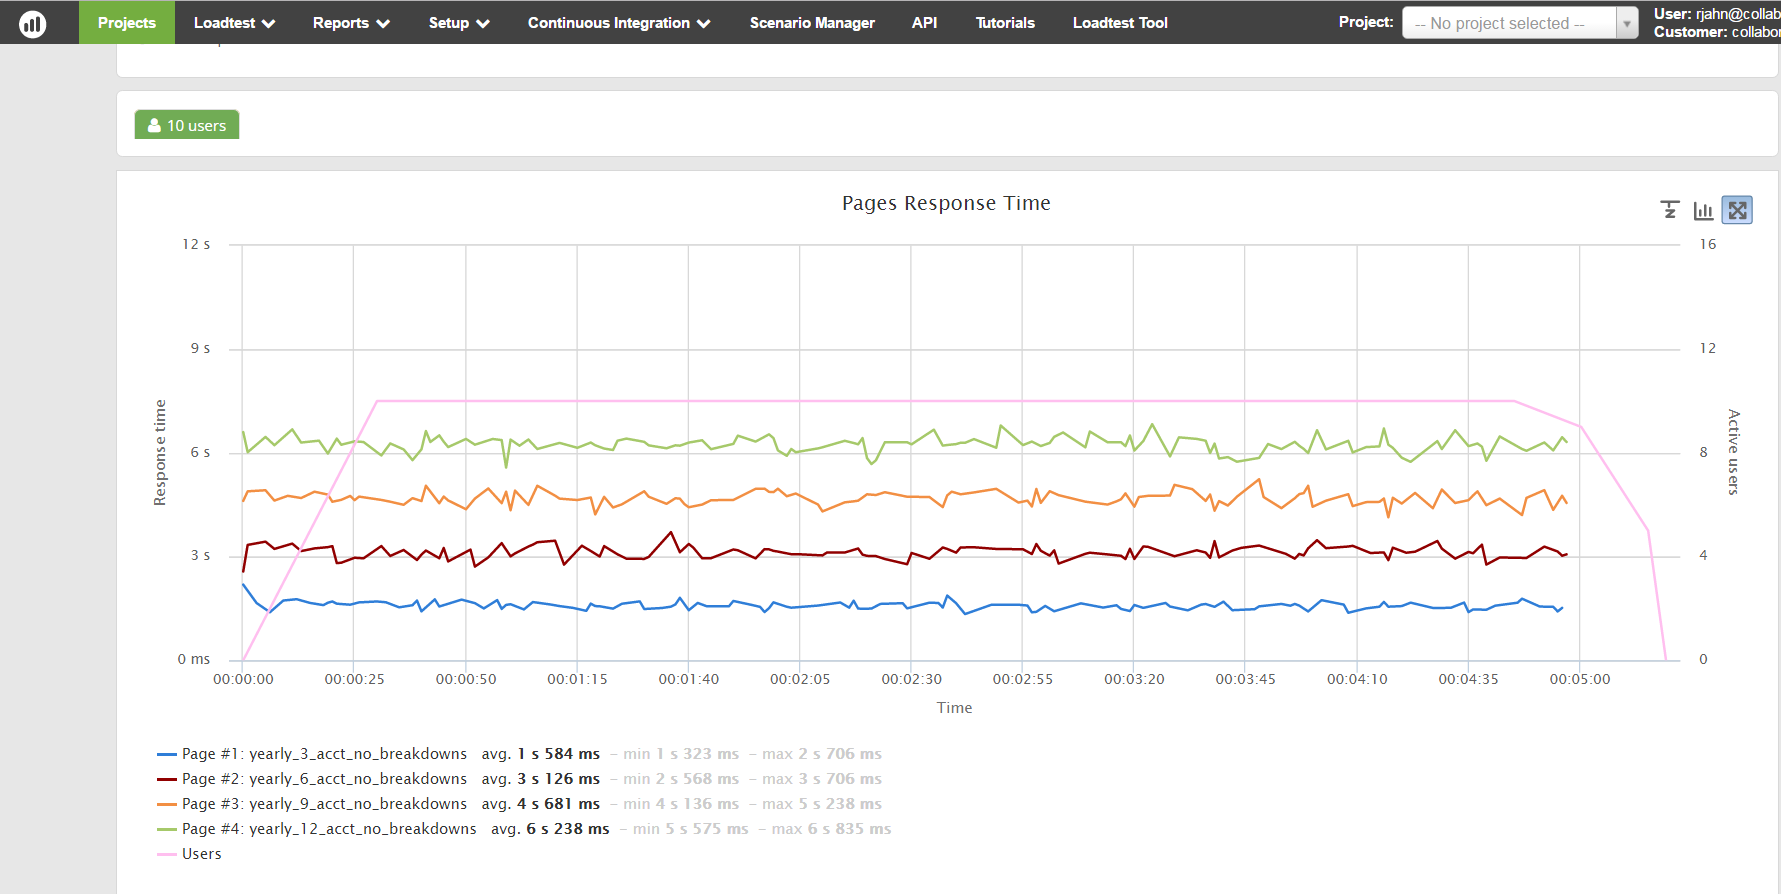 Projects Loadtest Reports Setup Continuous Integration Scenario Manager API Tutorials Loadtest Tool Project: -- No project selected -- User: rjahn@collab
Customer: collabor
10 users
Pages Response Time
12 s
9 s
6 s
3 s
0 ms
Respons time
16
12
8
4
0
Active users
00:00:00 00:00:25 00:00:50 00:01:15 00:01:40 00:02:05 00:02:30 00:02:55 00:03:20 00:03:45 00:04:10 00:04:35 00:05:00
Time
Page #1: yearly_3_acct_no_breakdowns avg. 1 s 584 ms – min 1 s 323 ms – max 2 s 706 ms
Page #2: yearly_6_acct_no_breakdowns avg. 3 s 126 ms – min 2 s 568 ms – max 3 s 706 ms
Page #3: yearly_9_acct_no_breakdowns avg. 4 s 681 ms – min 4 s 136 ms – max 5 s 238 ms
Page #4: yearly_12_acct_no_breakdowns avg. 6 s 238 ms – min 5 s 575 ms – max 6 s 835 ms
Users